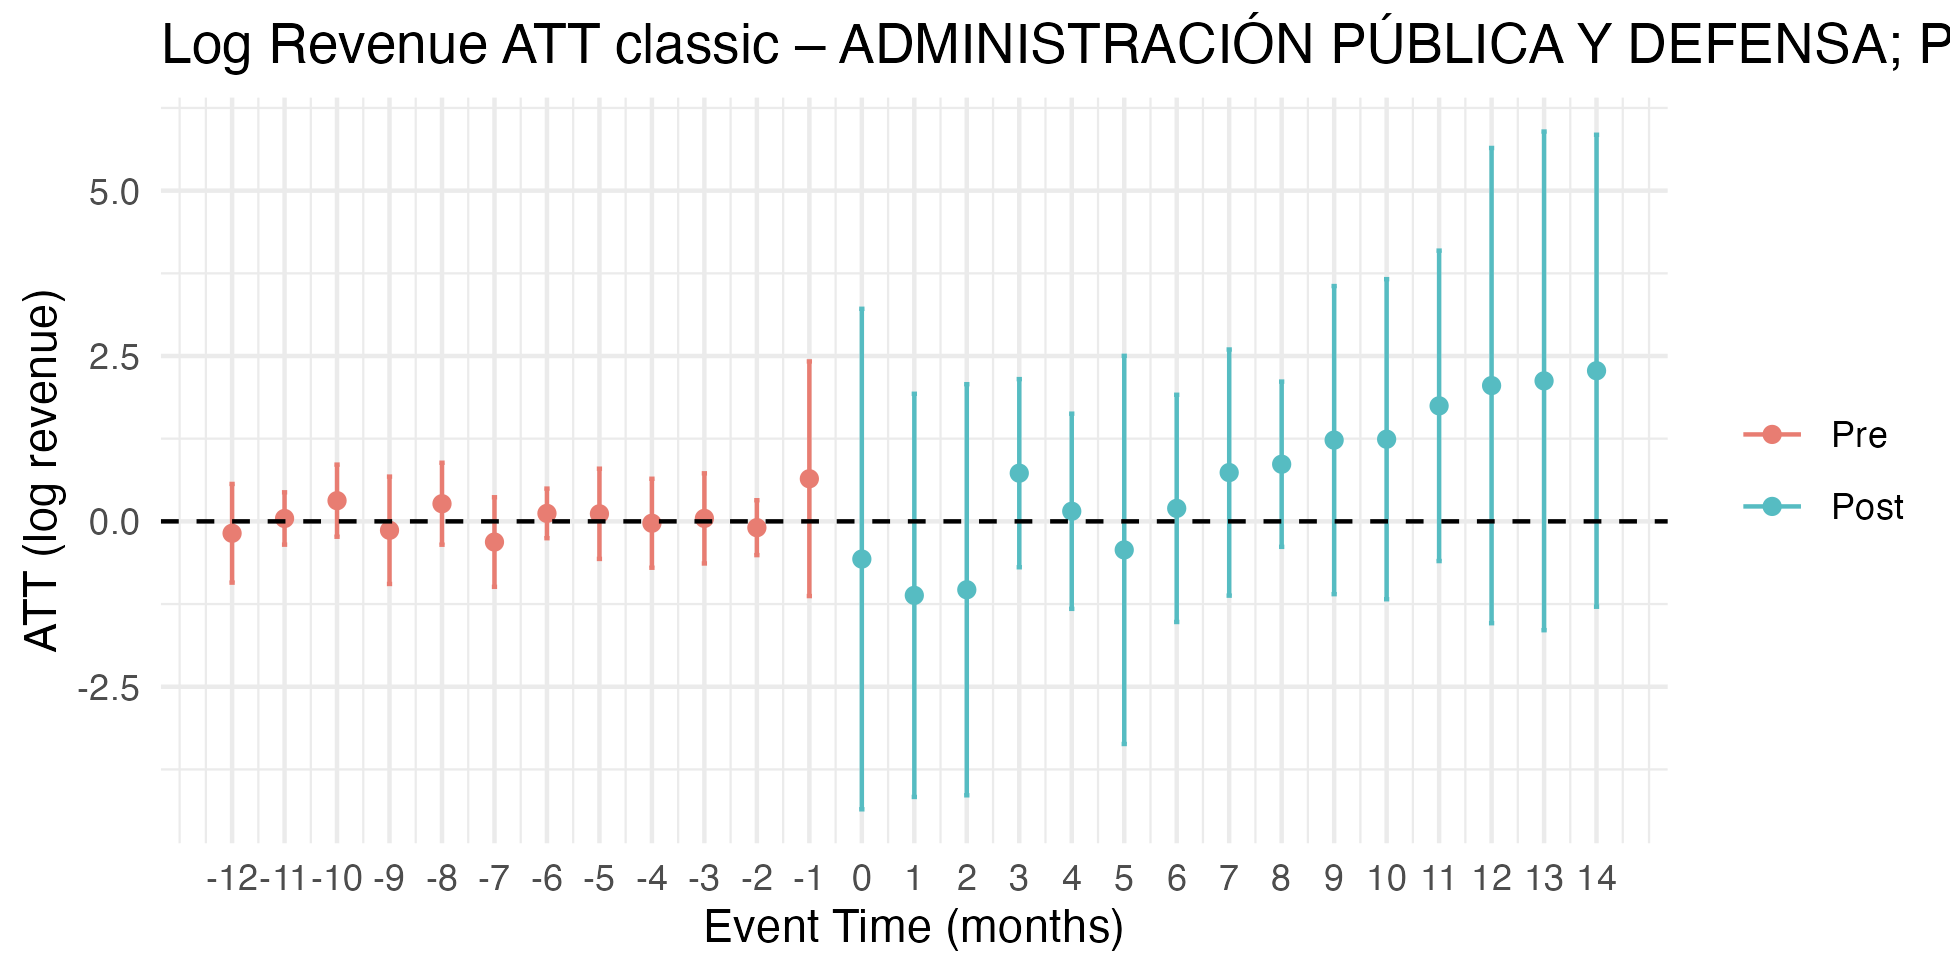 Log Revenue ATT classic – ADMINISTRACIÓN PÚBLICA Y DEFENSA; P
ATT (log revenue)
5.0
2.5
0.0
-2.5
-12 -11 -10 -9 -8 -7 -6 -5 -4 -3 -2 -1 0 1 2 3 4 5 6 7 8 9 10 11 12 13 14
Event Time (months)
Pre
Post